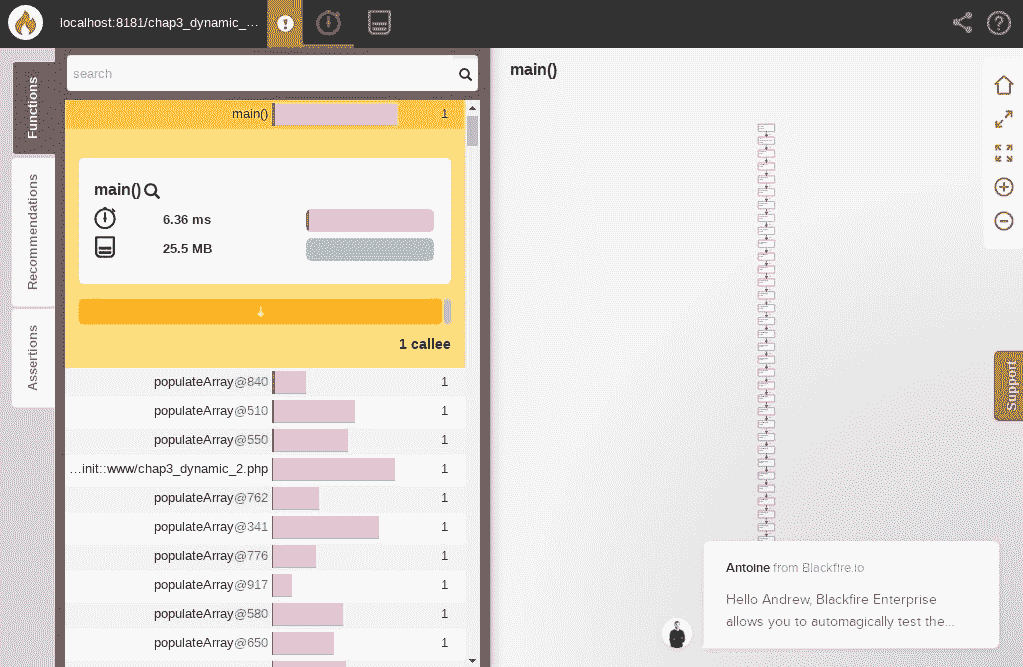 localhost:8181/chap3_dynamic_...
search
Functions
Recommendations
Assertions
main() 1
main()
6.36 ms
25.5 MB
1 callee
populateArray@840 1
populateArray@510 1
populateArray@550 1
...init::www/chap3_dynamic_2.php 1
populateArray@762 1
populateArray@341 1
populateArray@776 1
populateArray@917 1
populateArray@580 1
populateArray@650 1
main()
Support
Antoine from Blackfire.io
Hello Andrew, Blackfire Enterprise
allows you to automagically test the...